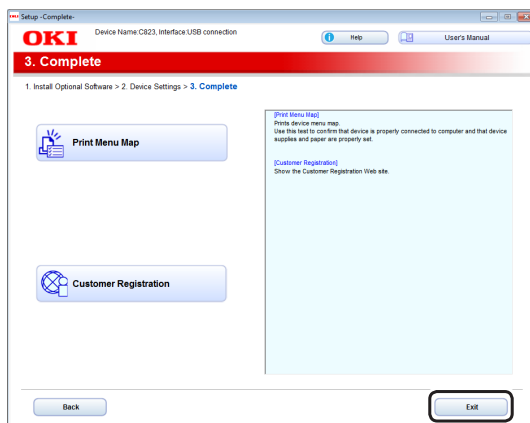 Setup -Complete-
OKI
Device Name:C823, Interface:USB connection
Help
User's Manual
3. Complete
1. Install Optional Software > 2. Device Settings > 3. Complete
Print Menu Map
[Print Menu Map]
Prints device menu map.
Use this test to confirm that device is properly connected to computer and that device
supplies and paper are properly set.
[Customer Registration]
Show the Customer Registration Web site.
Customer Registration
Back
Exit